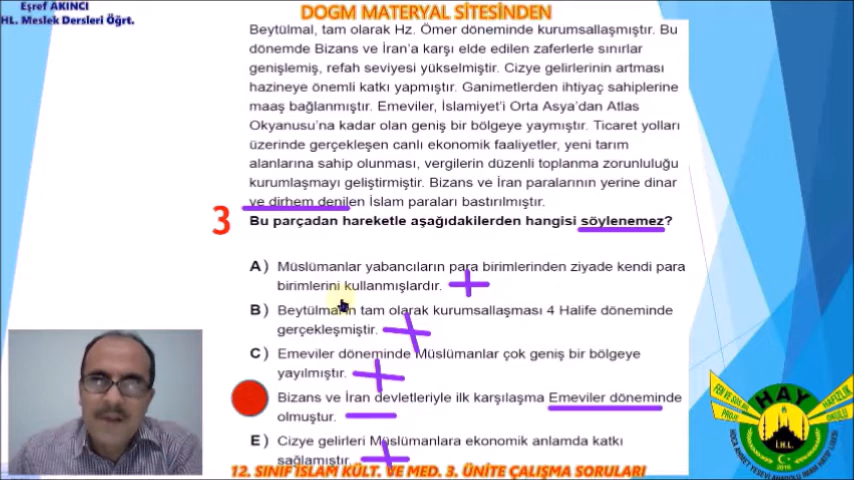 Eşref AKINCI
HL. Meslek Dersleri Öğrt.
DOGM MATERYAL SİTESİNDEN
Beytülmal, tam olarak Hz. Ömer döneminde kurumsallaşmıştır. Bu
dönemde Bizans ve İran'a karşı elde edilen zaferlerle sınırlar
genişlemiş, refah seviyesi yükselmiştir. Cizye gelirlerinin artması
hazineye önemli katkı yapmıştır. Ganimetlerden ihtiyaç sahiplerine
maaş bağlanmıştır. Emeviler, İslamiyet'i Orta Asya'dan Atlas
Okyanusu'na kadar olan geniş bir bölgeye yaymıştır. Ticaret yolları
üzerinde gerçekleşen canlı ekonomik faaliyetler, yeni tarım
alanlarına sahip olunması, vergilerin düzenli toplanma zorunluluğu
kurumlaşmayı geliştirmiştir. Bizans ve İran paralarının yerine dinar
ve dirhem denilen İslam paraları bastırılmıştır.
3
Bu parçadan hareketle aşağıdakilerden hangisi söylenemez?
A) Müslümanlar yabancıların para birimlerinden ziyade kendi para
birimlerini kullanmışlardır.
B) Beytülmal'ın tam olarak kurumsallaşması 4 Halife döneminde
gerçekleşmiştir.
C) Emeviler döneminde Müslümanlar çok geniş bir bölgeye
yayılmıştır.
Bizans ve İran devletleriyle ilk karşılaşma Emeviler döneminde
olmuştur.
E) Cizye gelirleri Müslümanlara ekonomik anlamda katkı
sağlamıştır.
12. SINIF İSLAM KÜLT. VE MED. 3. ÜNİTE ÇALIŞMA SORULARI
HAY
İ.H.L.
2016
HAFIZLIK